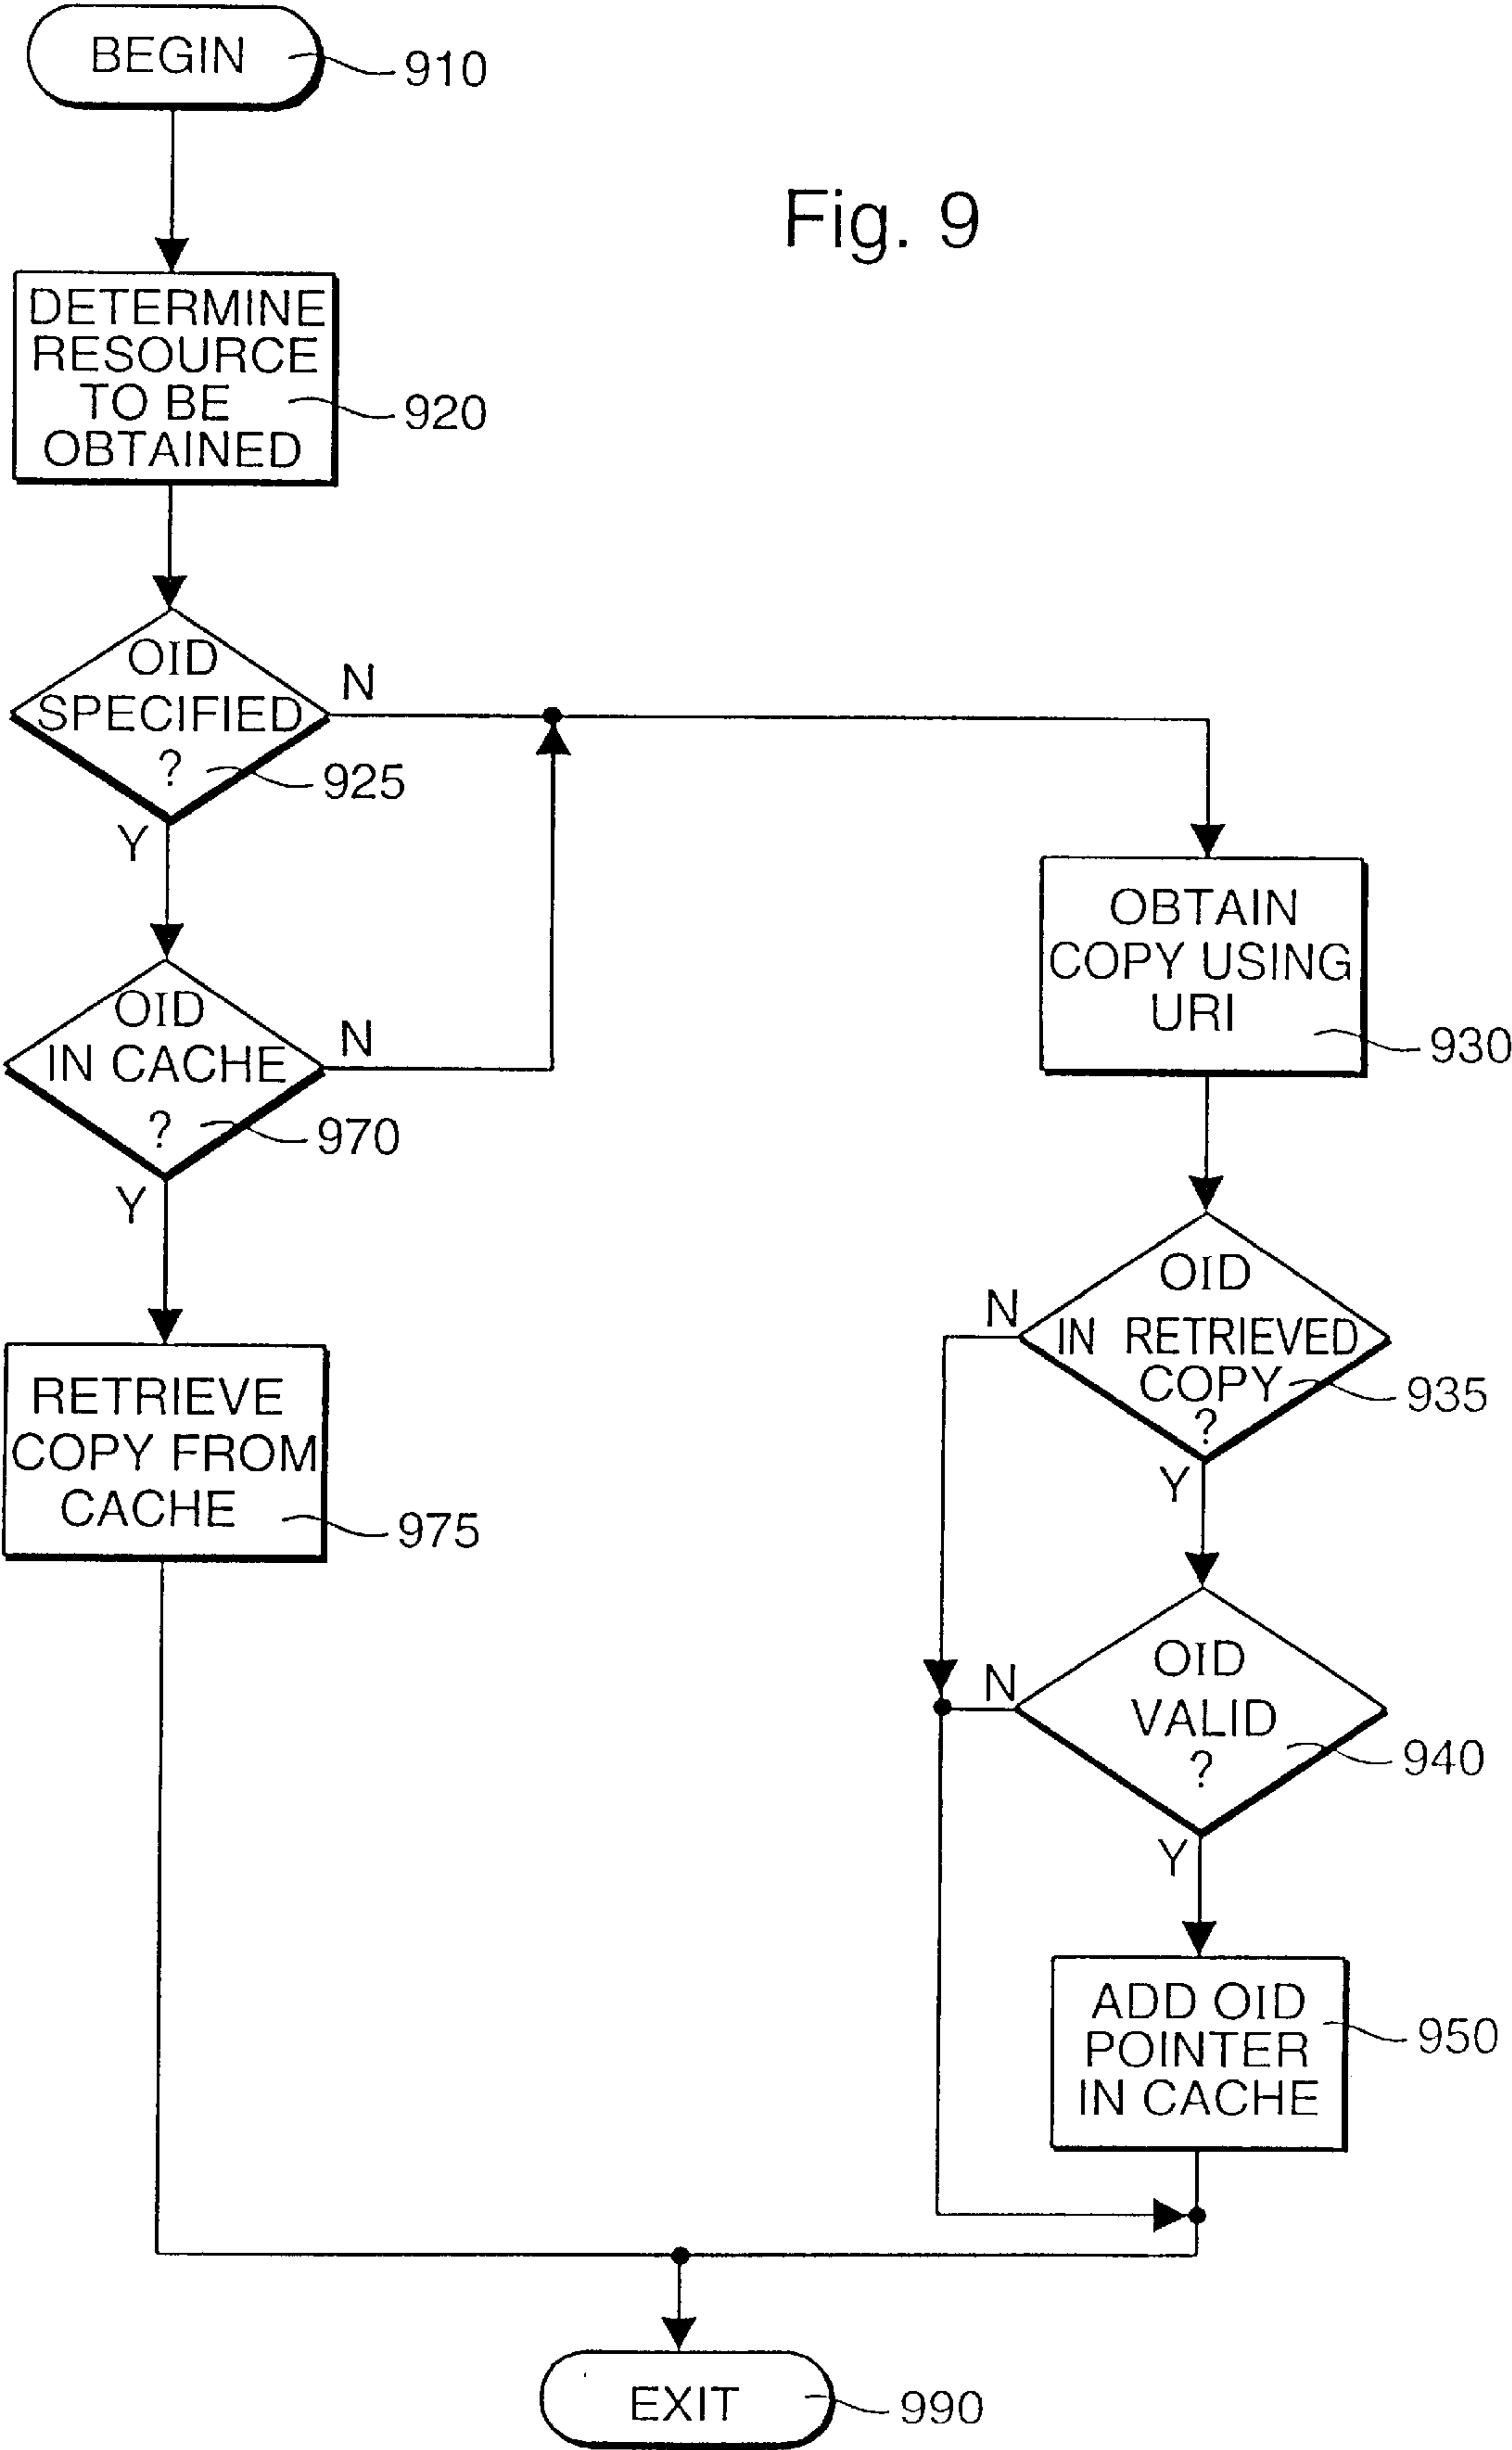 BEGIN
910
Fig. 9
DETERMINE
RESOURCE
TO BE
OBTAINED
920
OID
SPECIFIED
?
925
N
Y
OID
IN CACHE
?
970
N
Y
RETRIEVE
COPY FROM
CACHE
975
OBTAIN
COPY USING
URI
930
OID
IN RETRIEVED
COPY
?
935
N
Y
OID
VALID
?
940
N
Y
ADD OID
POINTER
IN CACHE
950
EXIT
990